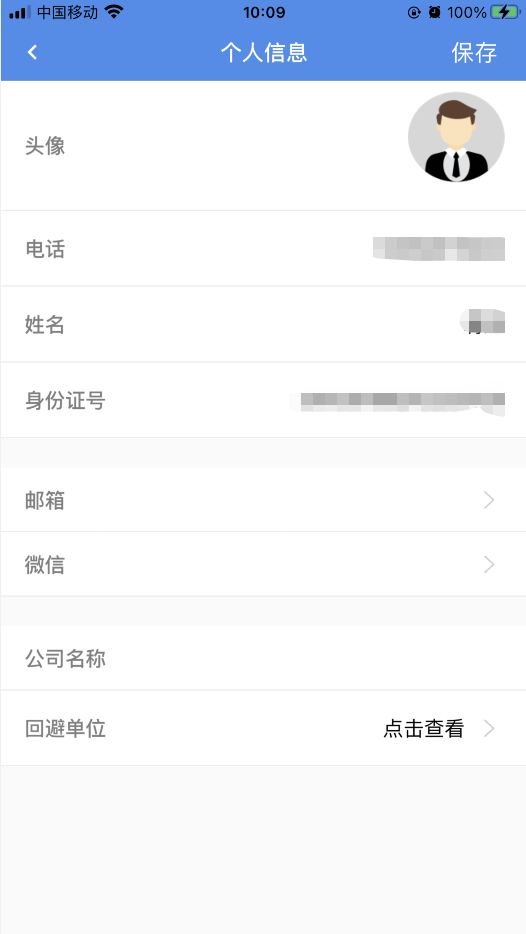 中国移动 10:09 100%
个人信息 保存
头像
电话
姓名
身份证号
邮箱
微信
公司名称
回避单位 点击查看